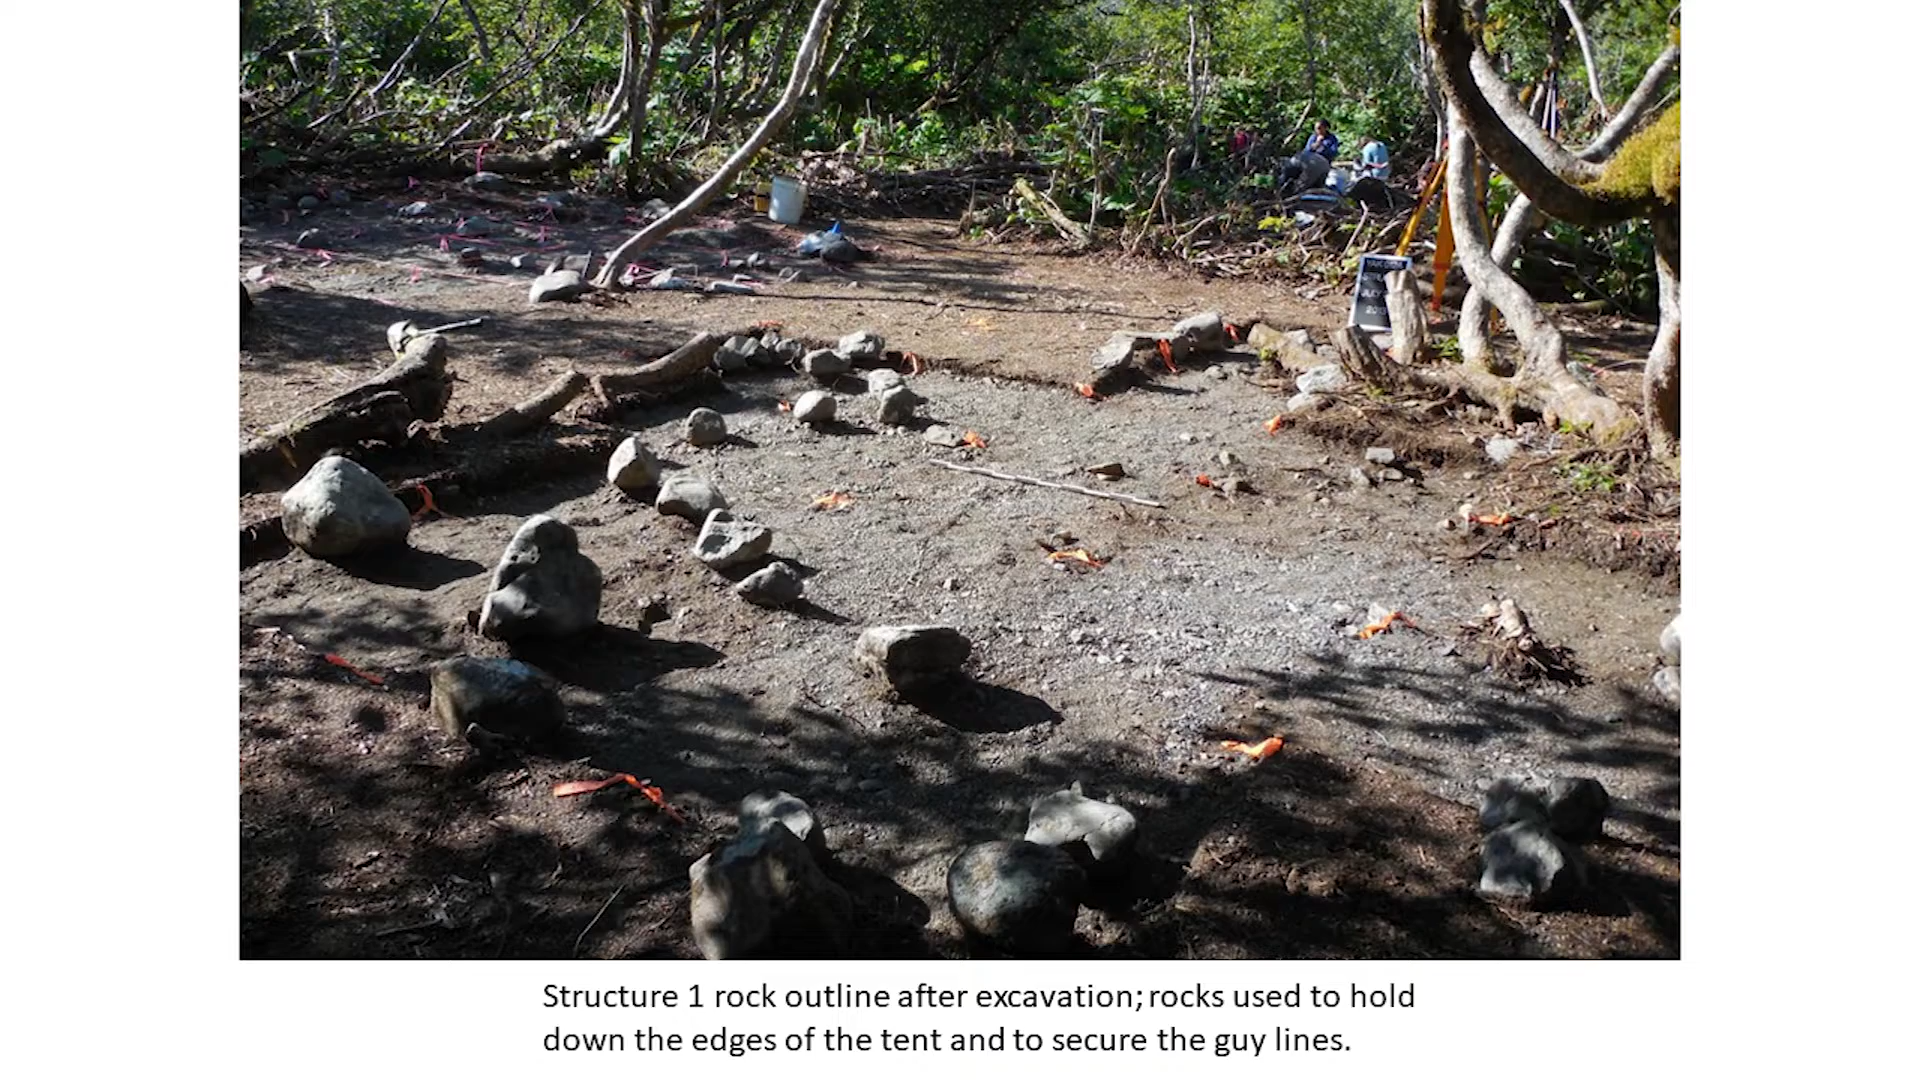 2013
Structure 1 rock outline after excavation; rocks used to hold
down the edges of the tent and to secure the guy lines.